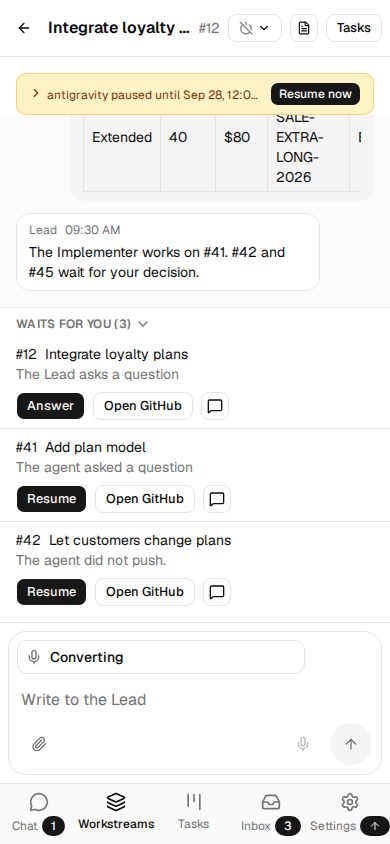 Integrate loyalty ... #12
Tasks
antigravity paused until Sep 28, 12:0... Resume now
Extended 40 $80 SALE-
EXTRA-
LONG-
2026
Lead 09:30 AM
The Implementer works on #41. #42 and
#45 wait for your decision.
WAITS FOR YOU (3)
#12 Integrate loyalty plans
The Lead asks a question
Answer Open GitHub
#41 Add plan model
The agent asked a question
Resume Open GitHub
#42 Let customers change plans
The agent did not push.
Resume Open GitHub
Converting
Write to the Lead
Chat 1 Workstreams Tasks Inbox 3 Settings